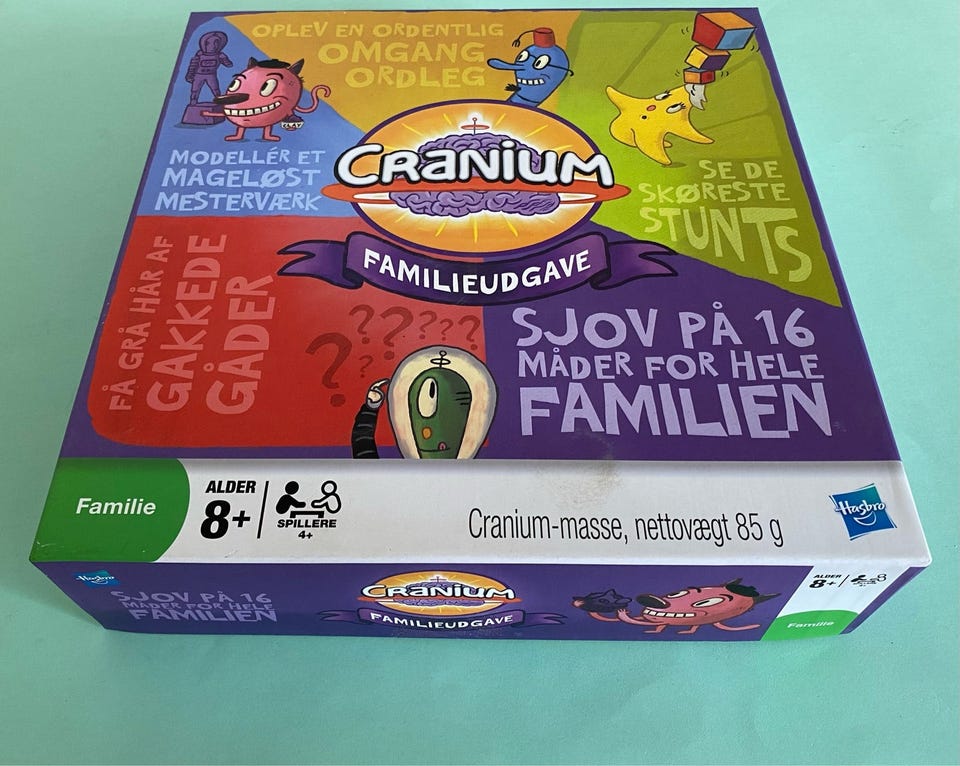 OPLEV EN ORDENTLIG
OMGANG
ORDLEG
CLAY
MODELLÉR ET
MAGELØST
MESTERVÆRK
CRANIUM
FAMILIEUDGAVE
SE DE
SKØRESTE
STUNTS
FÅ GRÅ HÅR AF
GAKKEDE
GÅDER
? ? ? ? ? ? ?
SJOV PÅ 16
MÅDER FOR HELE
FAMILIEN
Familie
ALDER
8+
SPILLERE
4+
Cranium-masse, nettovægt 85 g
Hasbro
Hasbro
SJOV PÅ 16
MÅDER FOR HELE
FAMILIEN
CRANIUM
FAMILIEUDGAVE
ALDER
8+
Familie